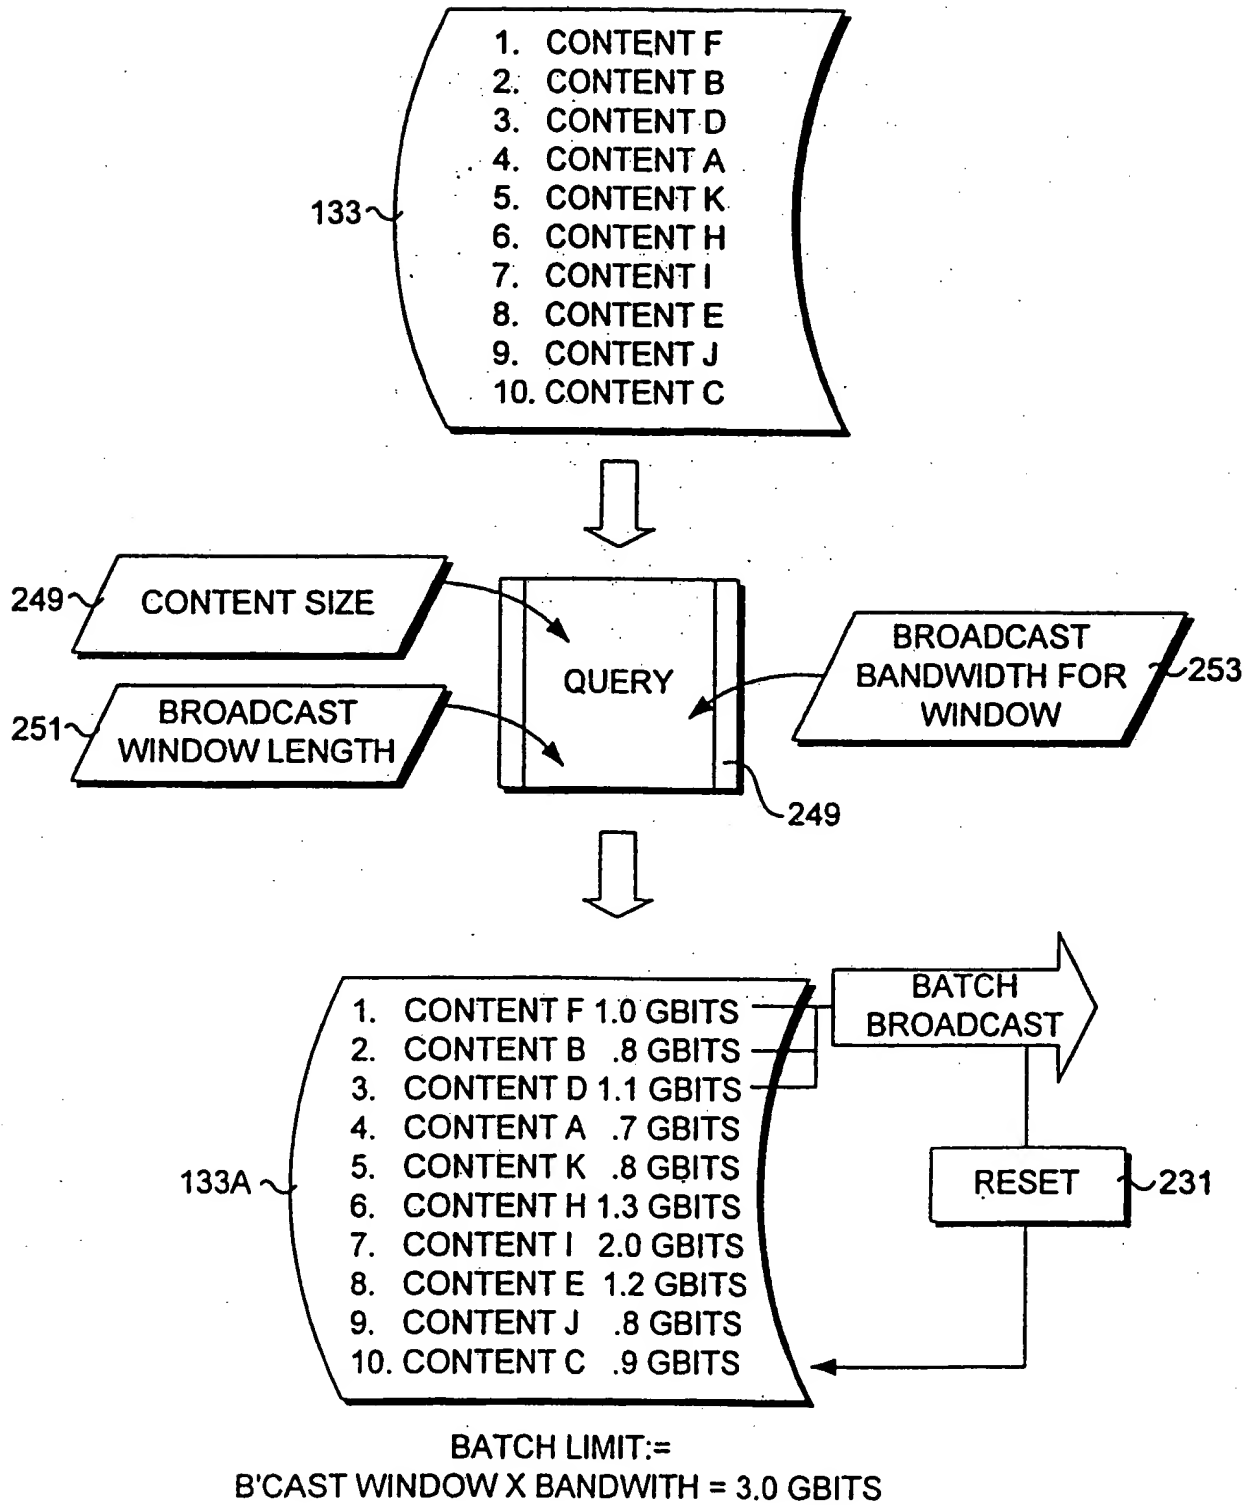 1. CONTENT F
2. CONTENT B
3. CONTENT D
4. CONTENT A
5. CONTENT K
6. CONTENT H
7. CONTENT I
8. CONTENT E
9. CONTENT J
10. CONTENT C
133
249
CONTENT SIZE
251
BROADCAST
WINDOW LENGTH
QUERY
249
BROADCAST
BANDWIDTH FOR
WINDOW
253
1. CONTENT F 1.0 GBITS
2. CONTENT B .8 GBITS
3. CONTENT D 1.1 GBITS
4. CONTENT A .7 GBITS
5. CONTENT K .8 GBITS
6. CONTENT H 1.3 GBITS
7. CONTENT I 2.0 GBITS
8. CONTENT E 1.2 GBITS
9. CONTENT J .8 GBITS
10. CONTENT C .9 GBITS
133A
BATCH
BROADCAST
RESET
231
BATCH LIMIT:=
B'CAST WINDOW X BANDWITH = 3.0 GBITS